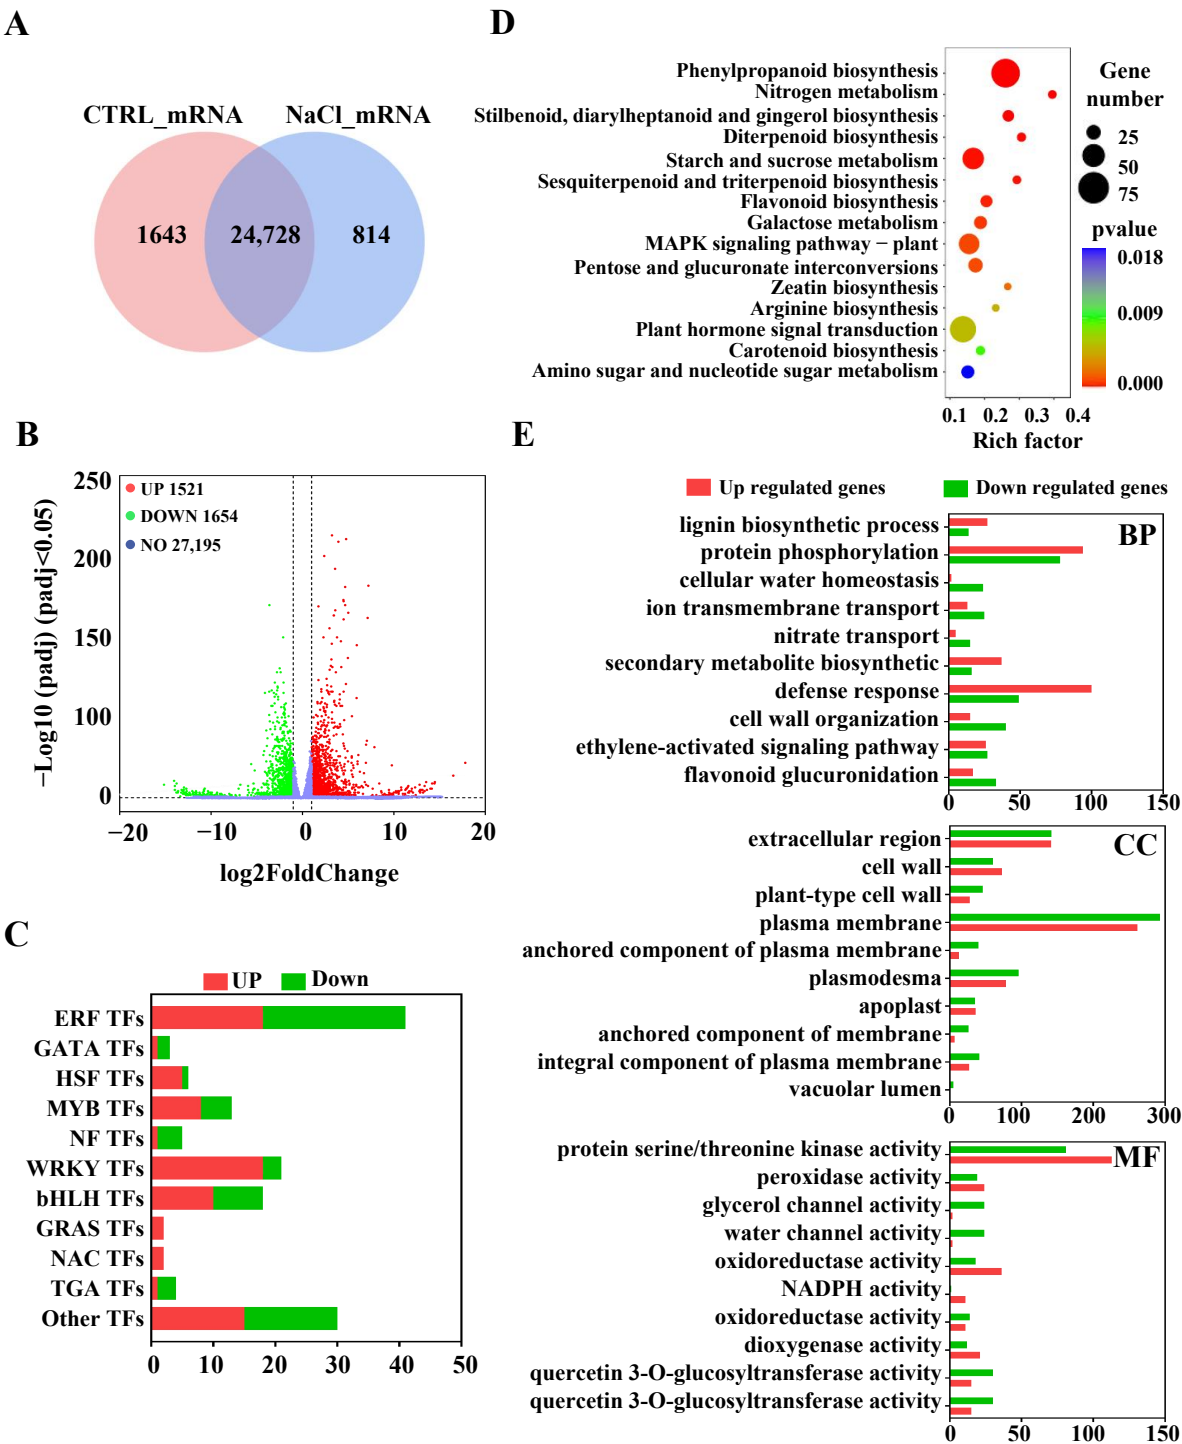 A
CTRL_mRNA
NaCl_mRNA
1643
24,728
814
D
Phenylpropanoid biosynthesis
Nitrogen metabolism
Stilbenoid, diarylheptanoid and gingerol biosynthesis
Diterpenoid biosynthesis
Starch and sucrose metabolism
Sesquiterpenoid and triterpenoid biosynthesis
Flavonoid biosynthesis
Galactose metabolism
MAPK signaling pathway − plant
Pentose and glucuronate interconversions
Zeatin biosynthesis
Arginine biosynthesis
Plant hormone signal transduction
Carotenoid biosynthesis
Amino sugar and nucleotide sugar metabolism
0.1 0.2 0.3 0.4
Rich factor
Gene
number
25
50
75
pvalue
0.018
0.009
0.000
B
−Log10 (padj) (padj<0.05)
250
200
150
100
50
0
UP 1521
DOWN 1654
NO 27,195
−20 −10 0 10 20
log2FoldChange
C
UP Down
ERF TFs
GATA TFs
HSF TFs
MYB TFs
NF TFs
WRKY TFs
bHLH TFs
GRAS TFs
NAC TFs
TGA TFs
Other TFs
0 10 20 30 40 50
E
Up regulated genes Down regulated genes
BP
lignin biosynthetic process
protein phosphorylation
cellular water homeostasis
ion transmembrane transport
nitrate transport
secondary metabolite biosynthetic
defense response
cell wall organization
ethylene-activated signaling pathway
flavonoid glucuronidation
0 50 100 150
CC
extracellular region
cell wall
plant-type cell wall
plasma membrane
anchored component of plasma membrane
plasmodesma
apoplast
anchored component of membrane
integral component of plasma membrane
vacuolar lumen
0 100 200 300
MF
protein serine/threonine kinase activity
peroxidase activity
glycerol channel activity
water channel activity
oxidoreductase activity
NADPH activity
oxidoreductase activity
dioxygenase activity
quercetin 3-O-glucosyltransferase activity
quercetin 3-O-glucosyltransferase activity
0 50 100 150